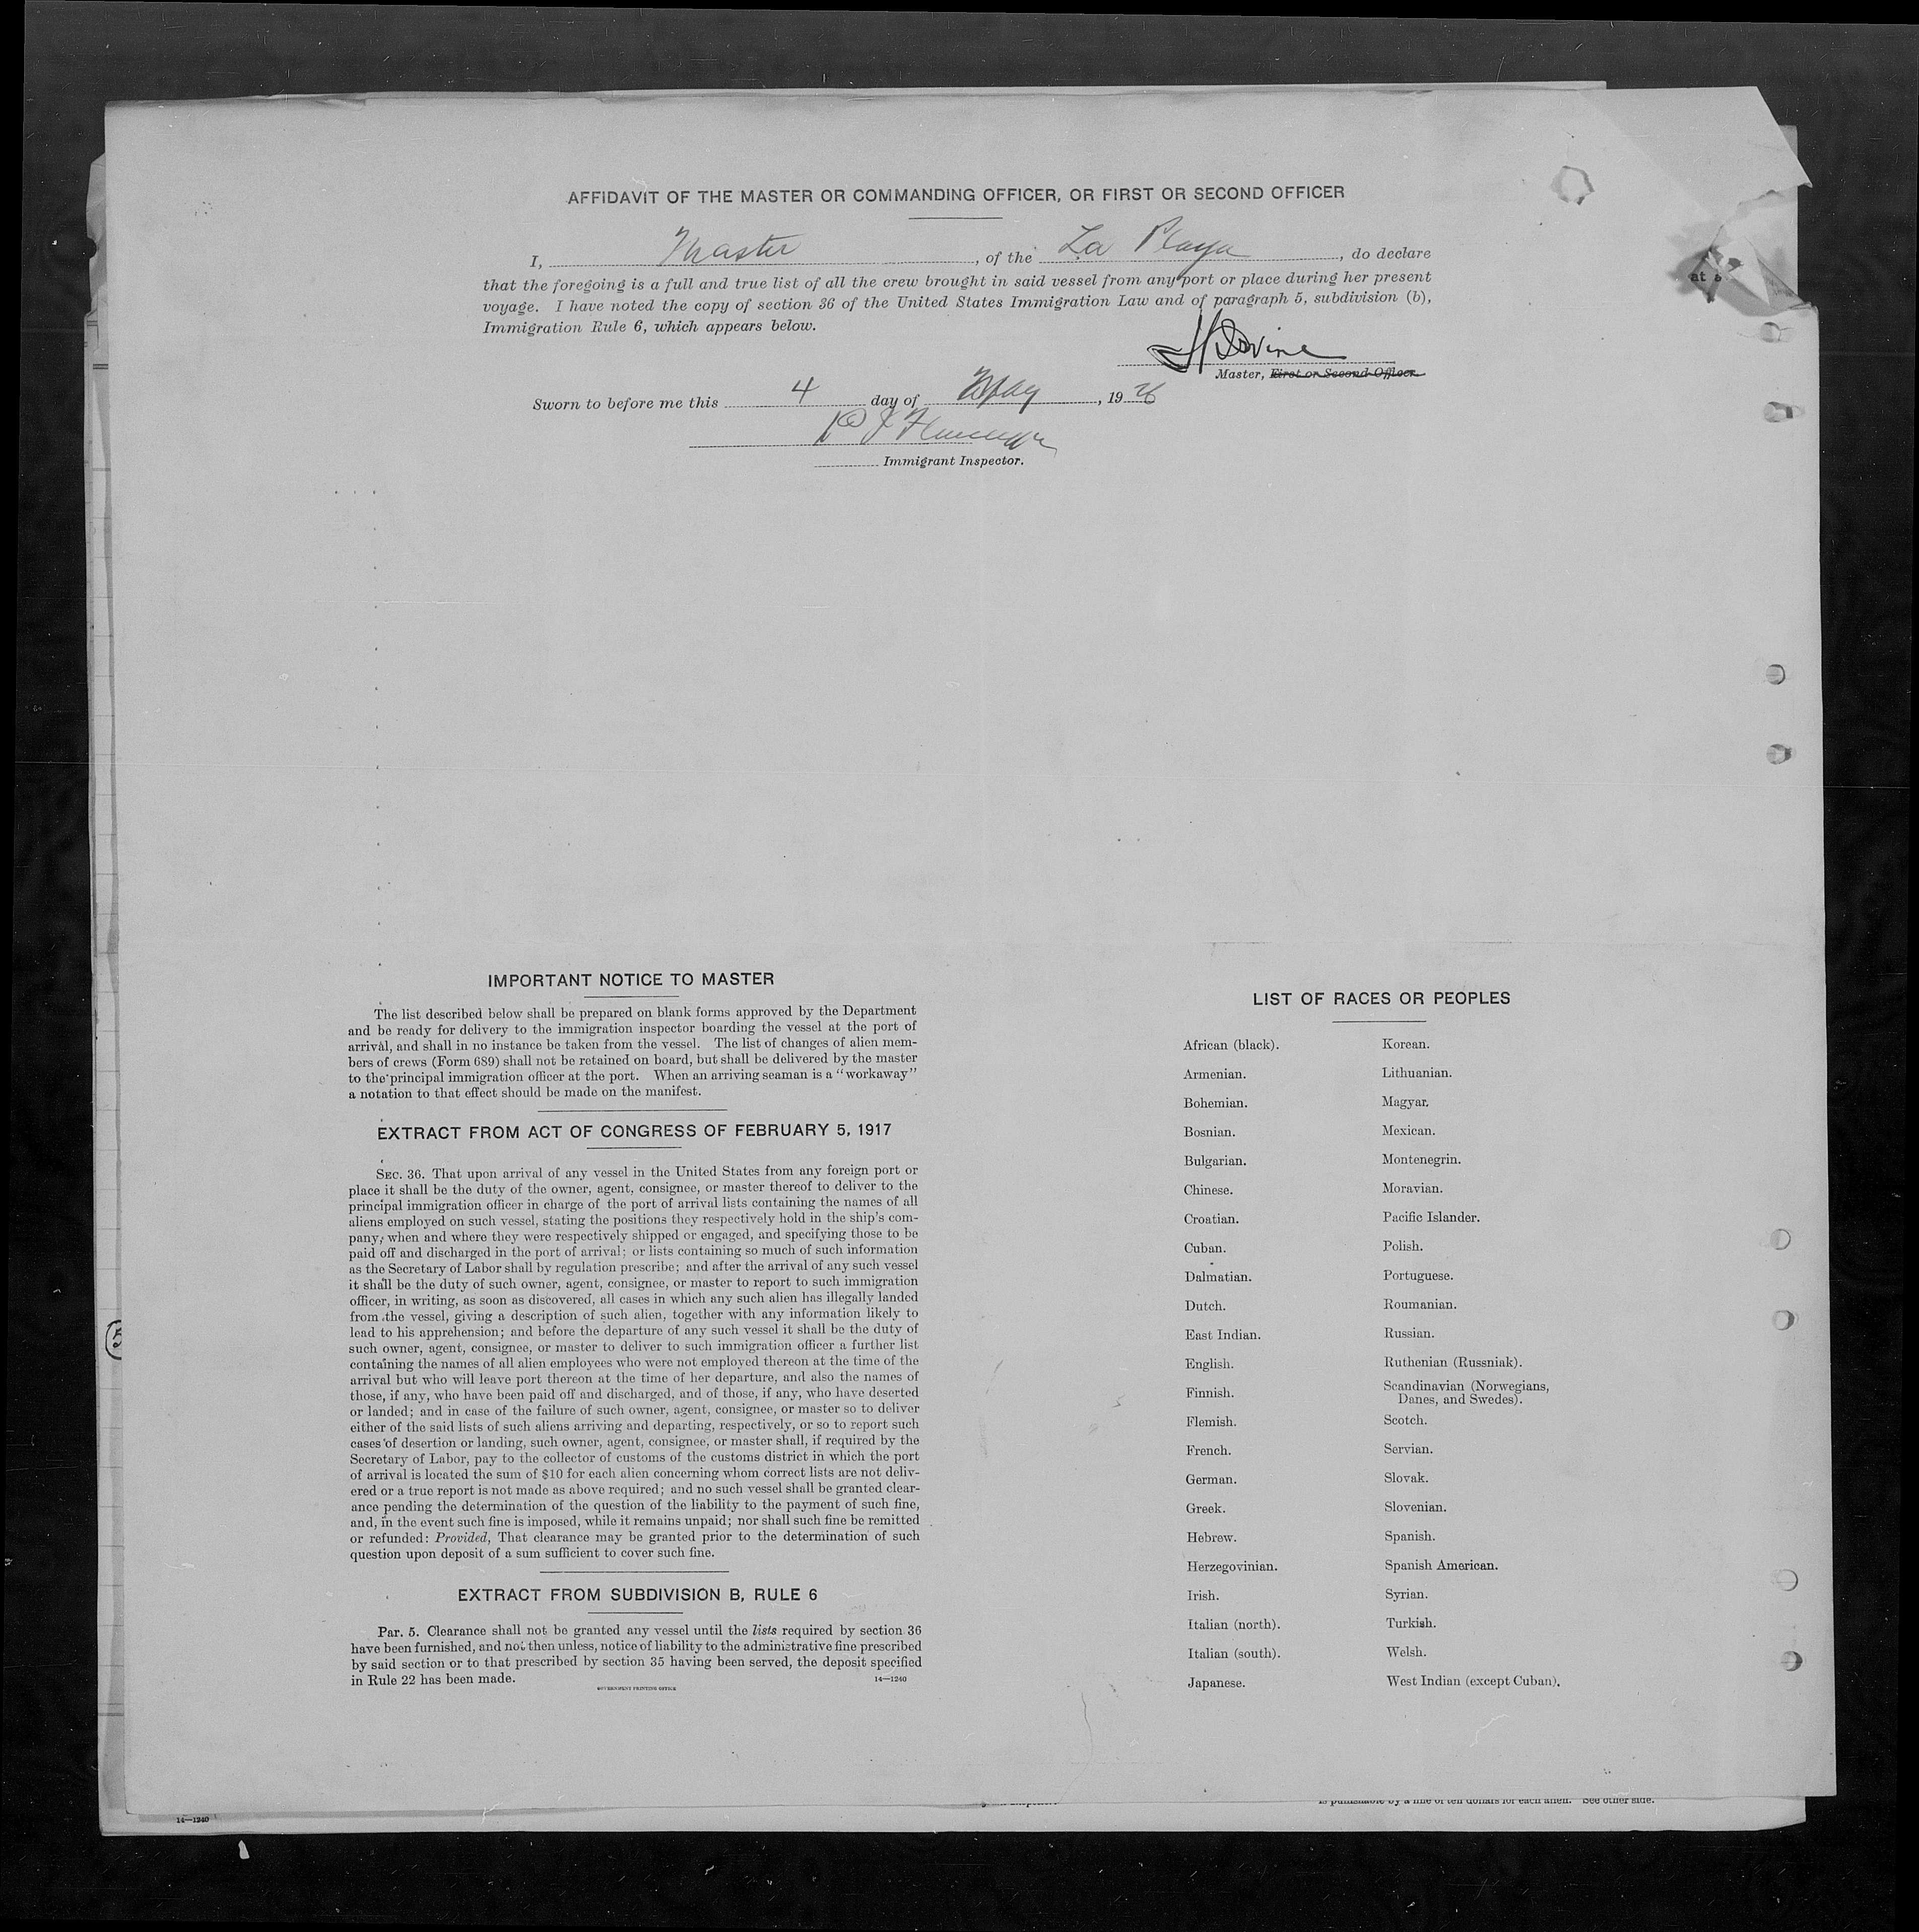 AFFIDAVIT OF THE MASTER OR COMMANDING OFFICER, OR FIRST OR SECOND OFFICER
I, Master, of the La Playa, do declare
that the foregoing is a full and true list of all the crew brought in said vessel from any port or place during her present
voyage. I have noted the copy of section 36 of the United States Immigration Law and of paragraph 5, subdivision (b),
Immigration Rule 6, which appears below.
Master, First or Second Officer.
Sworn to before me this 4 day of May, 1926
Immigrant Inspector.
at
IMPORTANT NOTICE TO MASTER
The list described below shall be prepared on blank forms approved by the Department
and be ready for delivery to the immigration inspector boarding the vessel at the port of
arrival, and shall in no instance be taken from the vessel. The list of changes of alien mem-
bers of crews (Form 689) shall not be retained on board, but shall be delivered by the master
to the principal immigration officer at the port. When an arriving seaman is a "workaway"
a notation to that effect should be made on the manifest.
EXTRACT FROM ACT OF CONGRESS OF FEBRUARY 5, 1917
SEC. 36. That upon arrival of any vessel in the United States from any foreign port or
place it shall be the duty of the owner, agent, consignee, or master thereof to deliver to the
principal immigration officer in charge of the port of arrival lists containing the names of all
aliens employed on such vessel, stating the positions they respectively hold in the ship's com-
pany, when and where they were respectively shipped or engaged, and specifying those to be
paid off and discharged in the port of arrival; or lists containing so much of such information
as the Secretary of Labor shall by regulation prescribe; and after the arrival of any such vessel
it shall be the duty of such owner, agent, consignee, or master to report to such immigration
officer, in writing, as soon as discovered, all cases in which any such alien has illegally landed
from the vessel, giving a description of such alien, together with any information likely to
lead to his apprehension; and before the departure of any such vessel it shall be the duty of
such owner, agent, consignee, or master to deliver to such immigration officer a further list
containing the names of all alien employees who were not employed thereon at the time of the
arrival but who will leave port thereon at the time of her departure, and also the names of
those, if any, who have been paid off and discharged, and of those, if any, who have deserted
or landed; and in case of the failure of such owner, agent, consignee, or master so to deliver
either of the said lists of such aliens arriving and departing, respectively, or so to report such
cases of desertion or landing, such owner, agent, consignee, or master shall, if required by the
Secretary of Labor, pay to the collector of customs of the customs district in which the port
of arrival is located the sum of $10 for each alien concerning whom correct lists are not deliv-
ered or a true report is not made as above required; and no such vessel shall be granted clear-
ance pending the determination of the question of the liability to the payment of such fine,
and, in the event such fine is imposed, while it remains unpaid; nor shall such fine be remitted
or refunded: Provided, That clearance may be granted prior to the determination of such
question upon deposit of a sum sufficient to cover such fine.
EXTRACT FROM SUBDIVISION B, RULE 6
Par. 5. Clearance shall not be granted any vessel until the lists required by section 36
have been furnished, and not then unless, notice of liability to the administrative fine prescribed
by said section or to that prescribed by section 35 having been served, the deposit specified
in Rule 22 has been made. 14—1240
GOVERNMENT PRINTING OFFICE
LIST OF RACES OR PEOPLES
African (black). Korean.
Armenian. Lithuanian.
Bohemian. Magyar.
Bosnian. Mexican.
Bulgarian. Montenegrin.
Chinese. Moravian.
Croatian. Pacific Islander.
Cuban. Polish.
Dalmatian. Portuguese.
Dutch. Roumanian.
East Indian. Russian.
English. Ruthenian (Russniak).
Finnish. Scandinavian (Norwegians,
Danes, and Swedes).
Flemish. Scotch.
French. Servian.
German. Slovak.
Greek. Slovenian.
Hebrew. Spanish.
Herzegovinian. Spanish American.
Irish. Syrian.
Italian (north). Turkish.
Italian (south). Welsh.
Japanese. West Indian (except Cuban).
is punishable by a fine of ten dollars for each alien. See other side.
14—1240